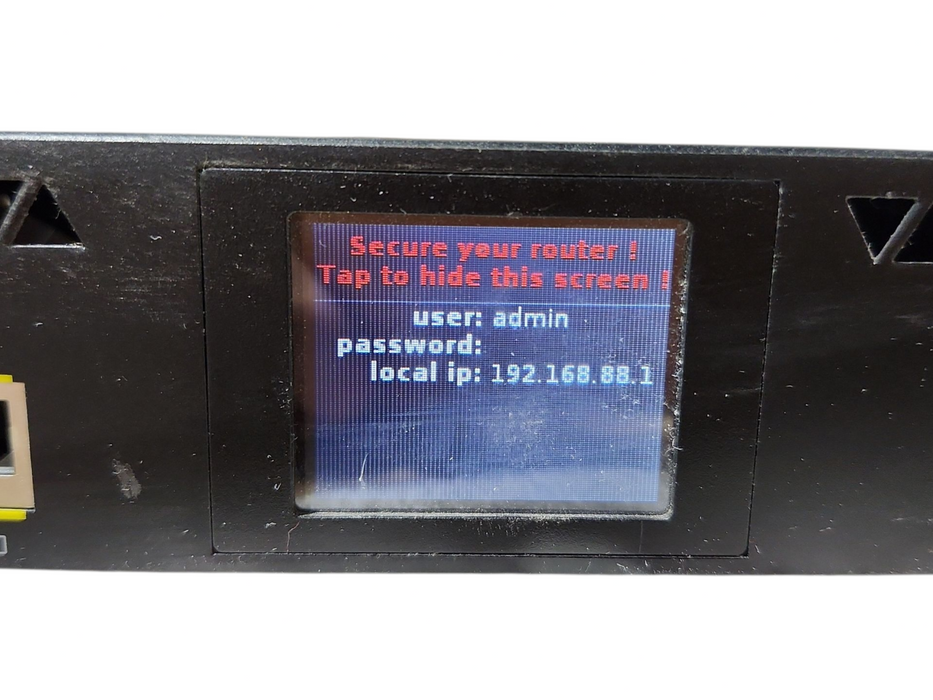 Secure your router !
Tap to hide this screen !
user: admin
password:
local ip: 192.168.88.1